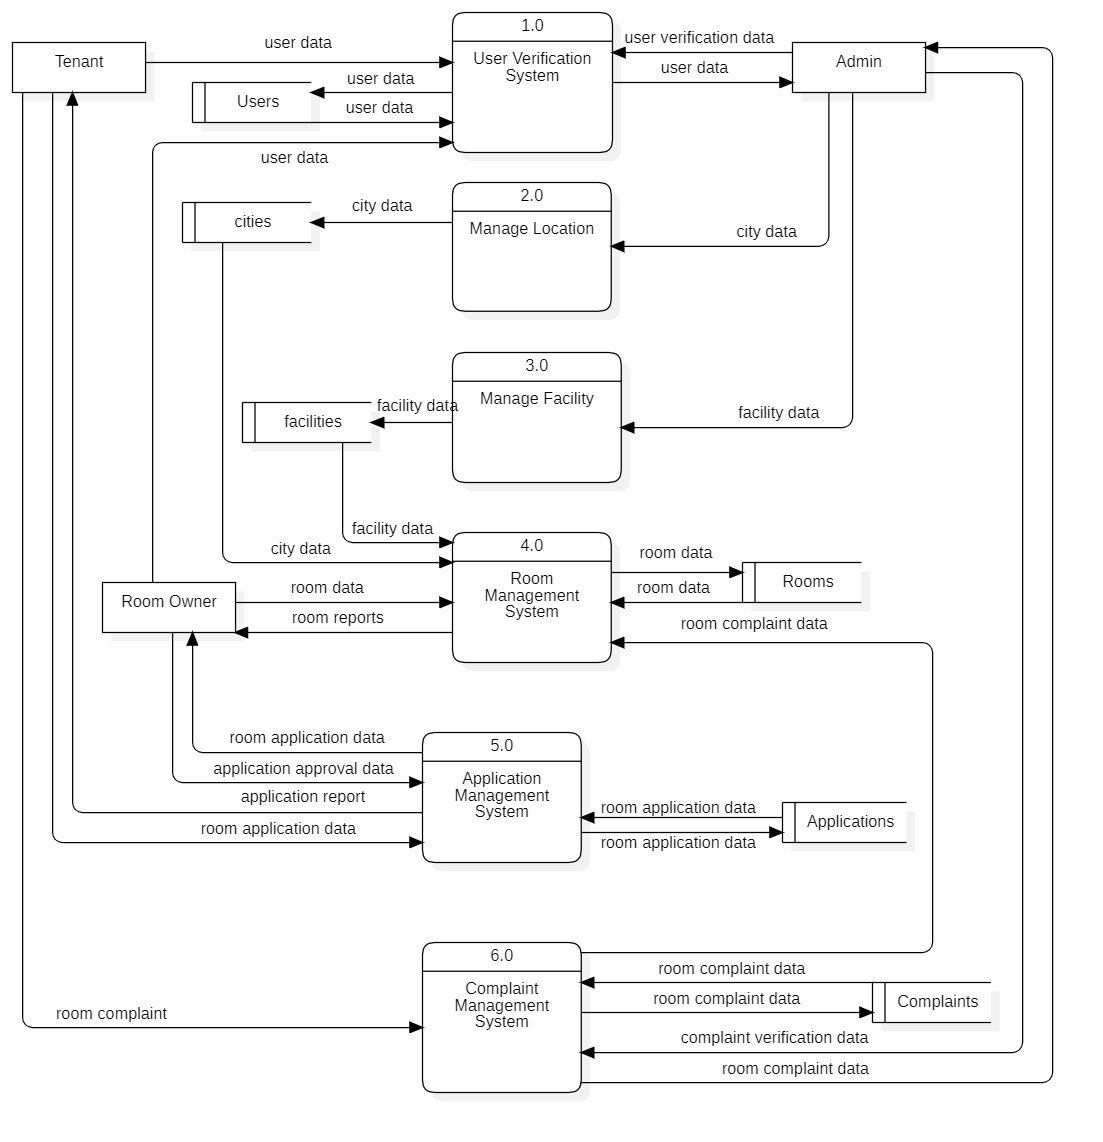 1.0
user verification data
user data
Tenant
User Verification
System
Admin
user data
user data
Users
user data
user data
2.0
city data
cities
Manage Location
city data
3.0
facility data
Manage Facility
facility data
facilities
facility data
4.0
city data
room data
Room
Management
System
Rooms
room data
room data
Room Owner
room reports
room complaint data
room application data
5.0
application approval data
Application
Management
System
application report
room application data
Applications
room application data
room application data
6.0
room complaint data
Complaint
Management
System
room complaint data
Complaints
room complaint
complaint verification data
room complaint data